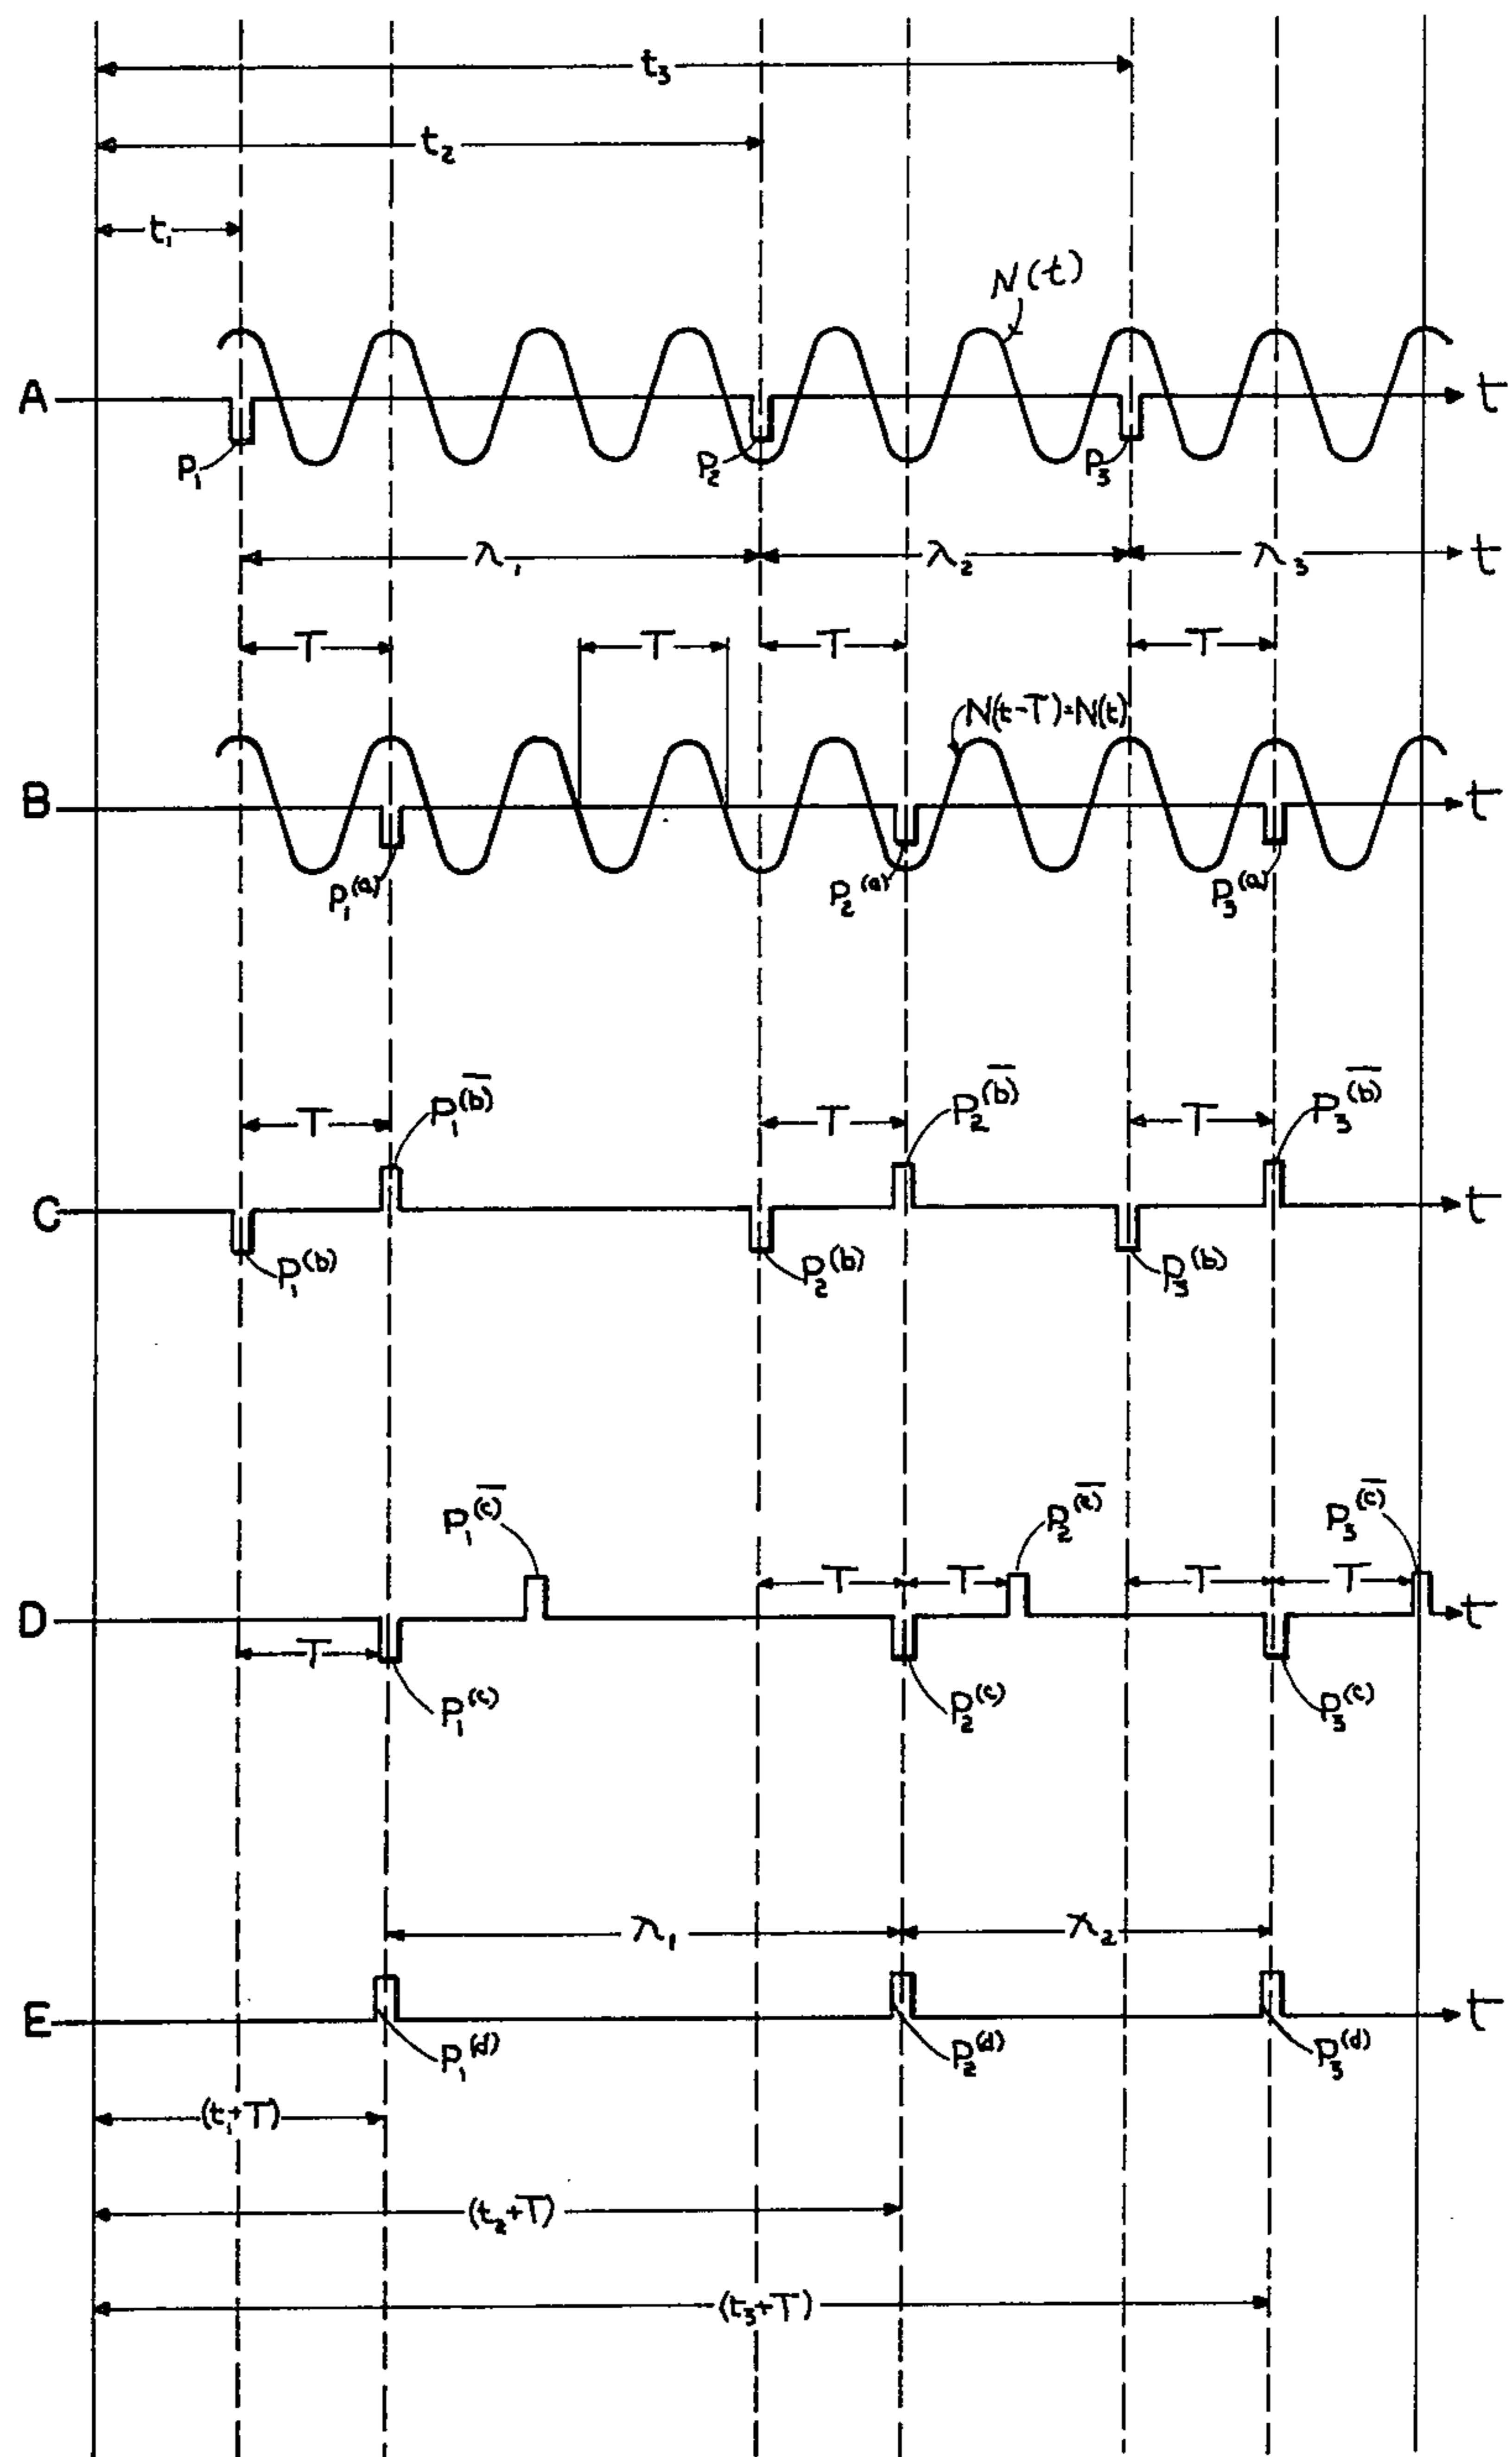 t₃
t₂
t₁
N(t)
A t
P₁ P₂ P₃
λ₁ λ₂ λ₃ t
T T T T
N(t-T)=N(t)
B t
P₁⁽ᵃ⁾ P₂⁽ᵃ⁾ P₃⁽ᵃ⁾
T P₁^(b̅) T P₂^(b̅) T P₃^(b̅)
C t
P₁⁽ᵇ⁾ P₂⁽ᵇ⁾ P₃⁽ᵇ⁾
P₁^(c̅) P₂^(c̅) P₃^(c̅)
T T T T
D t
T
P₁⁽ᶜ⁾ P₂⁽ᶜ⁾ P₃⁽ᶜ⁾
λ₁ λ₂
E t
P₁⁽ᵈ⁾ P₂⁽ᵈ⁾ P₃⁽ᵈ⁾
(t₁+T)
(t₂+T)
(t₃+T)